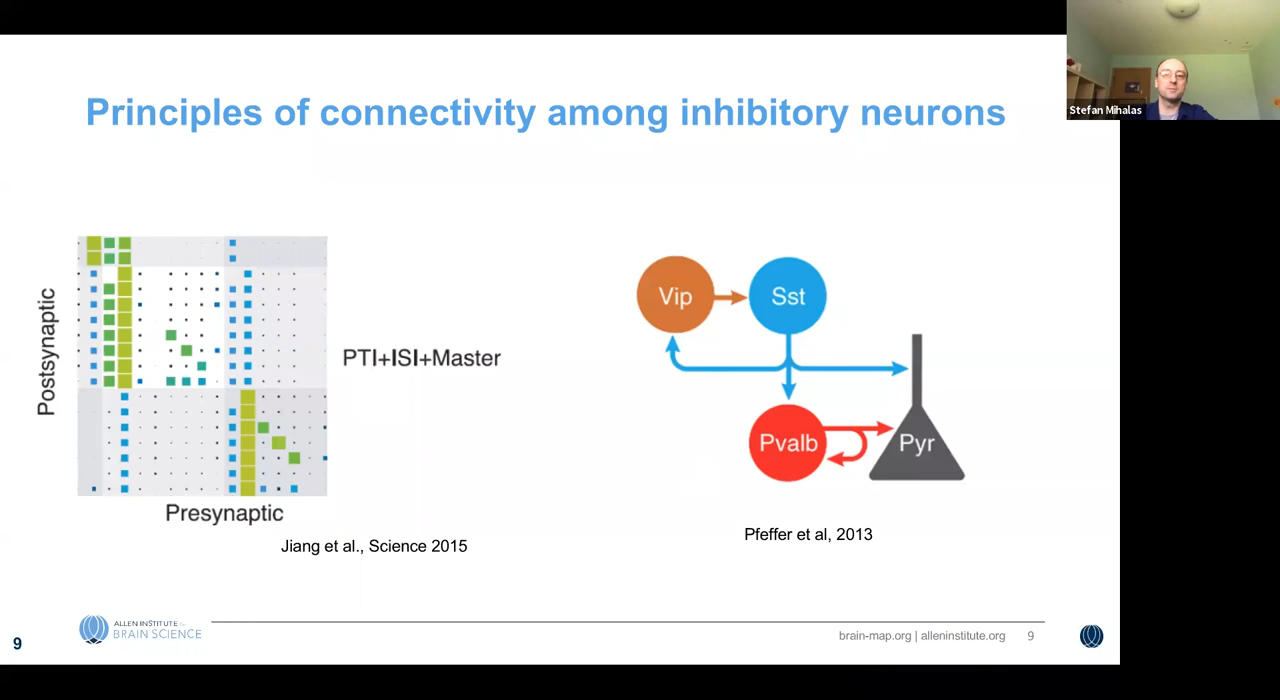 Stefan Mihalas
Principles of connectivity among inhibitory neurons
Postsynaptic
PTI+ISI+Master
Presynaptic
Jiang et al., Science 2015
Vip
Sst
Pvalb
Pyr
Pfeffer et al, 2013
9
ALLEN INSTITUTE for
BRAIN SCIENCE
brain-map.org | alleninstitute.org
9